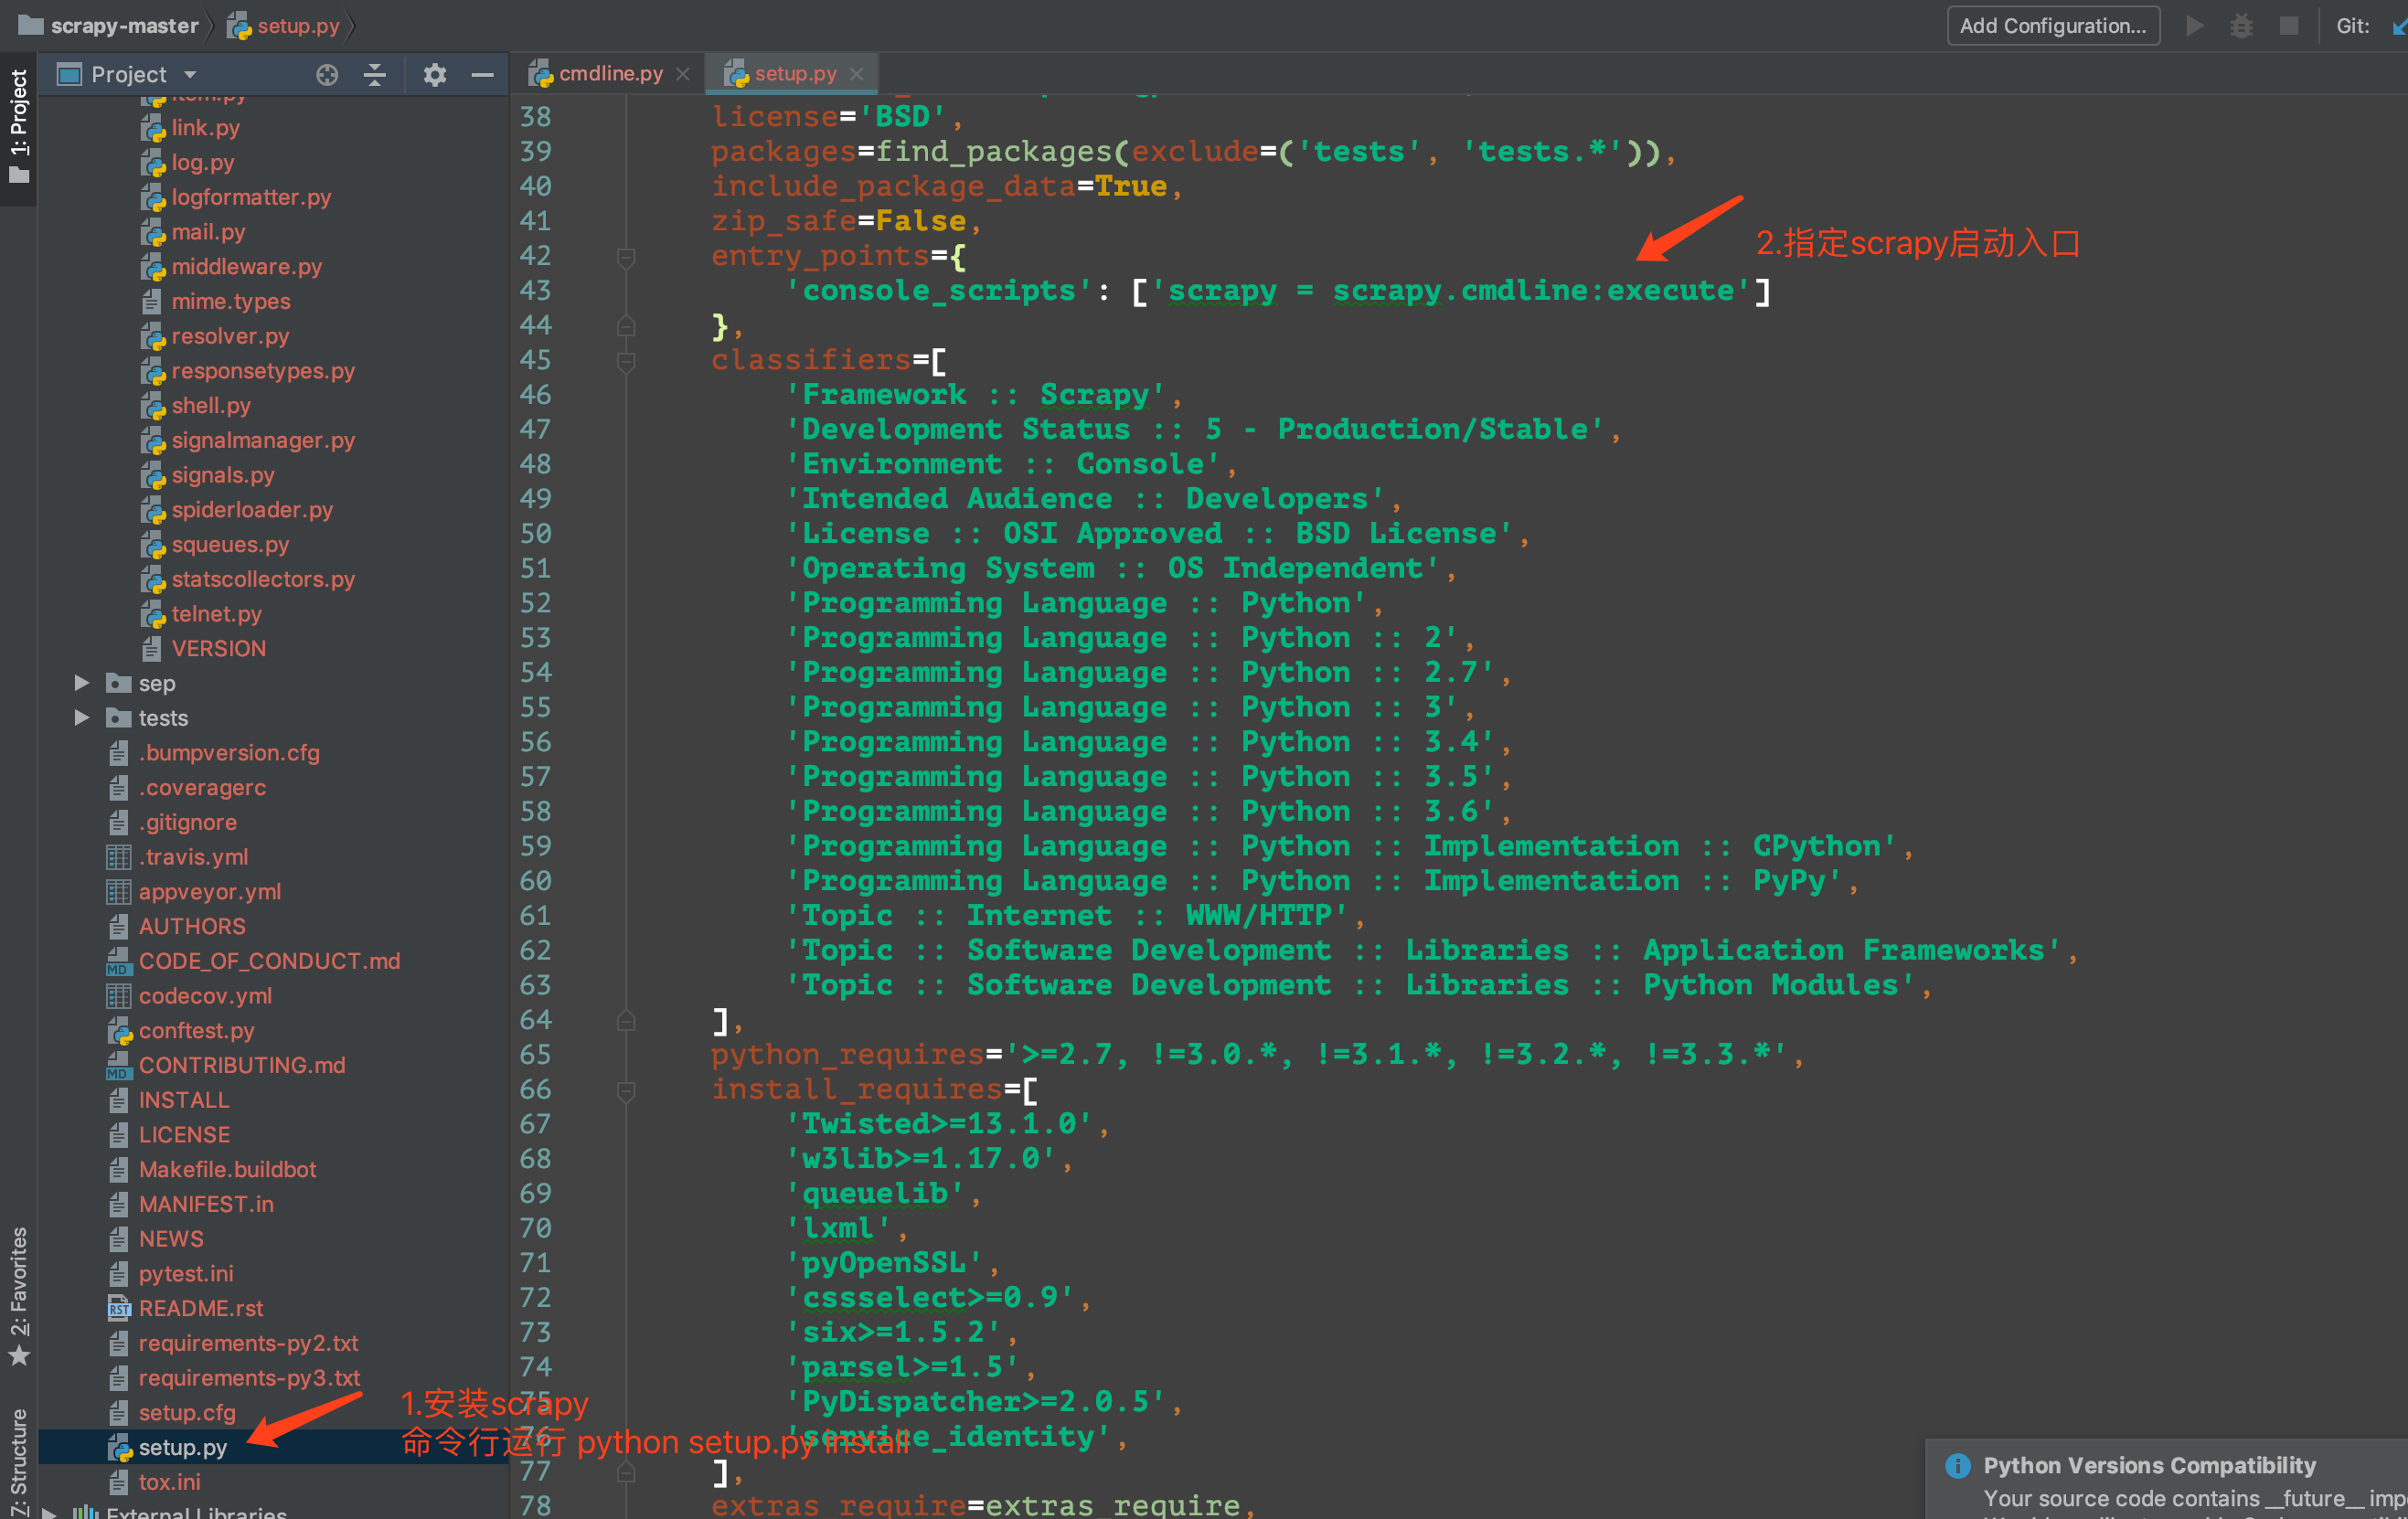 scrapy-master
setup.py
Add Configuration...
Git:
Project
cmdline.py
setup.py
1: Project
2: Favorites
7: Structure
item.py
link.py
log.py
logformatter.py
mail.py
middleware.py
mime.types
resolver.py
responsetypes.py
shell.py
signalmanager.py
signals.py
spiderloader.py
squeues.py
statscollectors.py
telnet.py
VERSION
sep
tests
.bumpversion.cfg
.coveragerc
.gitignore
.travis.yml
appveyor.yml
AUTHORS
CODE_OF_CONDUCT.md
codecov.yml
conftest.py
CONTRIBUTING.md
INSTALL
LICENSE
Makefile.buildbot
MANIFEST.in
NEWS
pytest.ini
README.rst
requirements-py2.txt
requirements-py3.txt
setup.cfg
setup.py
tox.ini
External Libraries
38 license='BSD',
39 packages=find_packages(exclude=('tests', 'tests.*')),
40 include_package_data=True,
41 zip_safe=False,
42 entry_points={
43 'console_scripts': ['scrapy = scrapy.cmdline:execute']
44 },
45 classifiers=[
46 'Framework :: Scrapy',
47 'Development Status :: 5 - Production/Stable',
48 'Environment :: Console',
49 'Intended Audience :: Developers',
50 'License :: OSI Approved :: BSD License',
51 'Operating System :: OS Independent',
52 'Programming Language :: Python',
53 'Programming Language :: Python :: 2',
54 'Programming Language :: Python :: 2.7',
55 'Programming Language :: Python :: 3',
56 'Programming Language :: Python :: 3.4',
57 'Programming Language :: Python :: 3.5',
58 'Programming Language :: Python :: 3.6',
59 'Programming Language :: Python :: Implementation :: CPython',
60 'Programming Language :: Python :: Implementation :: PyPy',
61 'Topic :: Internet :: WWW/HTTP',
62 'Topic :: Software Development :: Libraries :: Application Frameworks',
63 'Topic :: Software Development :: Libraries :: Python Modules',
64 ],
65 python_requires='>=2.7, !=3.0.*, !=3.1.*, !=3.2.*, !=3.3.*',
66 install_requires=[
67 'Twisted>=13.1.0',
68 'w3lib>=1.17.0',
69 'queuelib',
70 'lxml',
71 'pyOpenSSL',
72 'cssselect>=0.9',
73 'six>=1.5.2',
74 'parsel>=1.5',
75 'PyDispatcher>=2.0.5',
76 'service_identity',
77 ],
78 extras_require=extras_require,
2.指定scrapy启动入口
1.安装scrapy
命令行运行 python setup.py install
Python Versions Compatibility
Your source code contains __future__